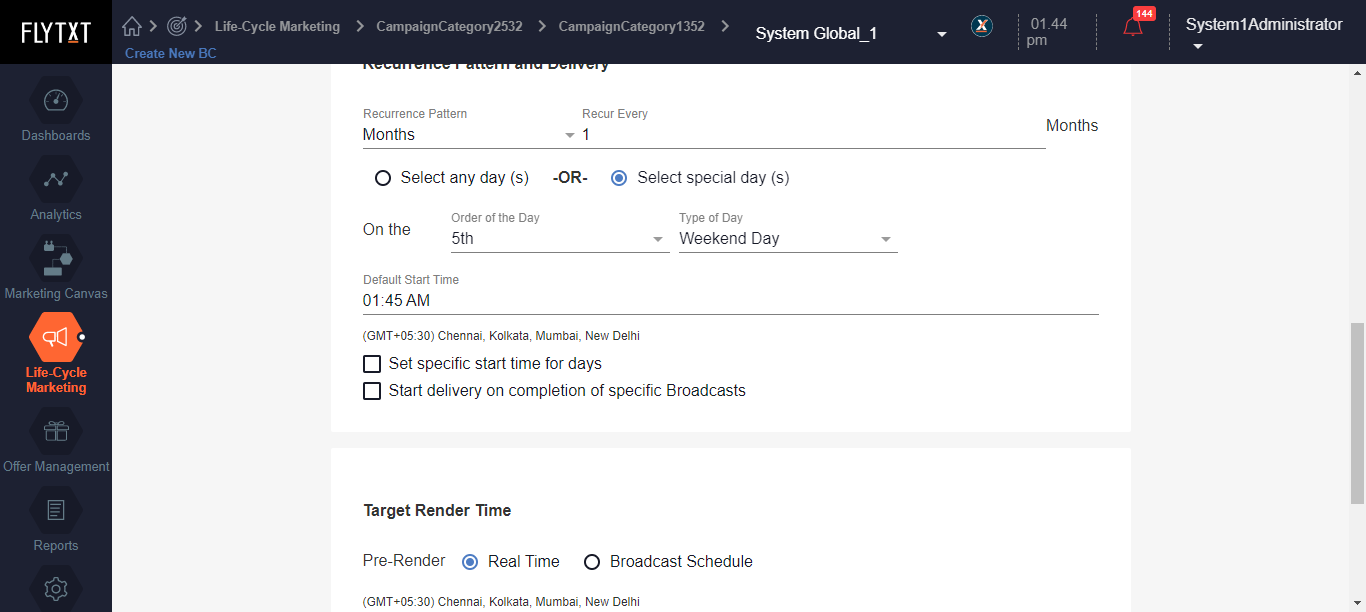 FLYTXT
Life-Cycle Marketing
CampaignCategory2532
CampaignCategory1352
Create New BC
System Global_1
X
01.44
pm
144
System1Administrator
Dashboards
Analytics
Marketing Canvas
Life-Cycle
Marketing
Offer Management
Reports
Recurrence Pattern and Delivery
Recurrence Pattern
Recur Every
Months
1
Months
Select any day (s)
-OR-
Select special day (s)
On the
Order of the Day
Type of Day
5th
Weekend Day
Default Start Time
01:45 AM
(GMT+05:30) Chennai, Kolkata, Mumbai, New Delhi
Set specific start time for days
Start delivery on completion of specific Broadcasts
Target Render Time
Pre-Render
Real Time
Broadcast Schedule
(GMT+05:30) Chennai, Kolkata, Mumbai, New Delhi